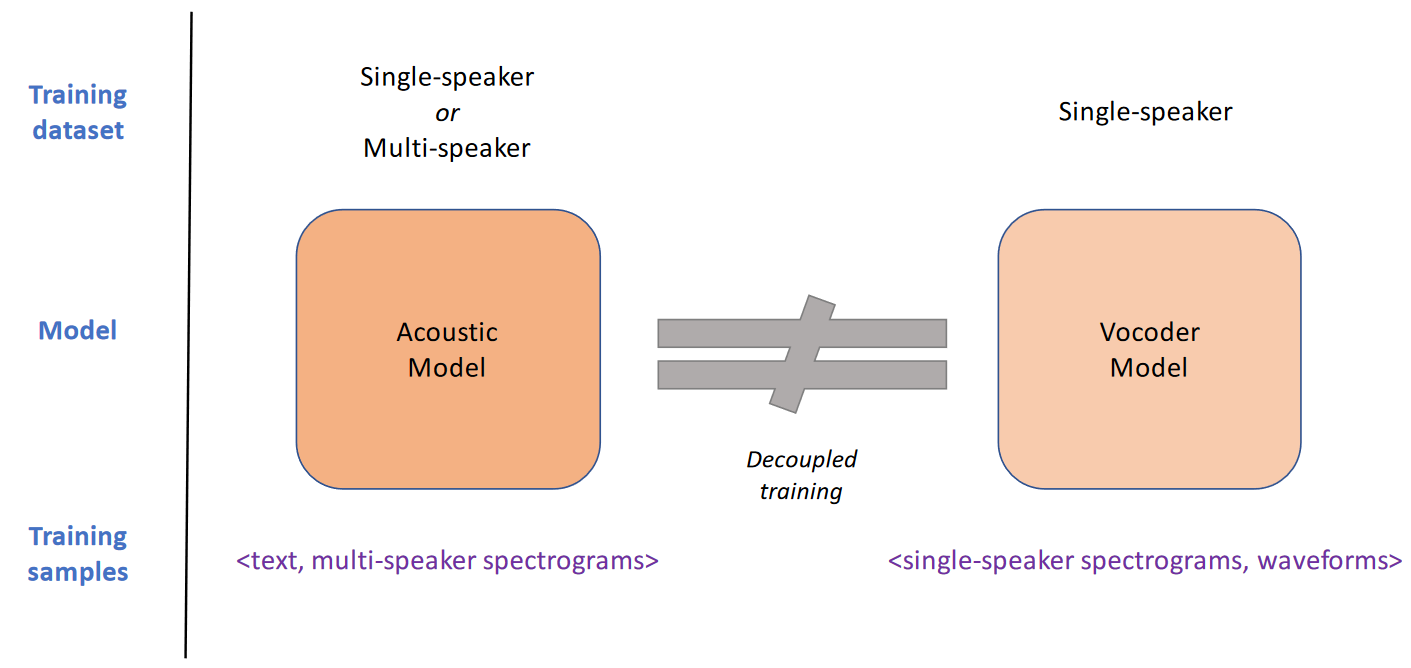 Training
dataset
Single-speaker
or
Multi-speaker
Single-speaker
Model
Acoustic
Model
Decoupled
training
Vocoder
Model
Training
samples
<text, multi-speaker spectrograms>
<single-speaker spectrograms, waveforms>